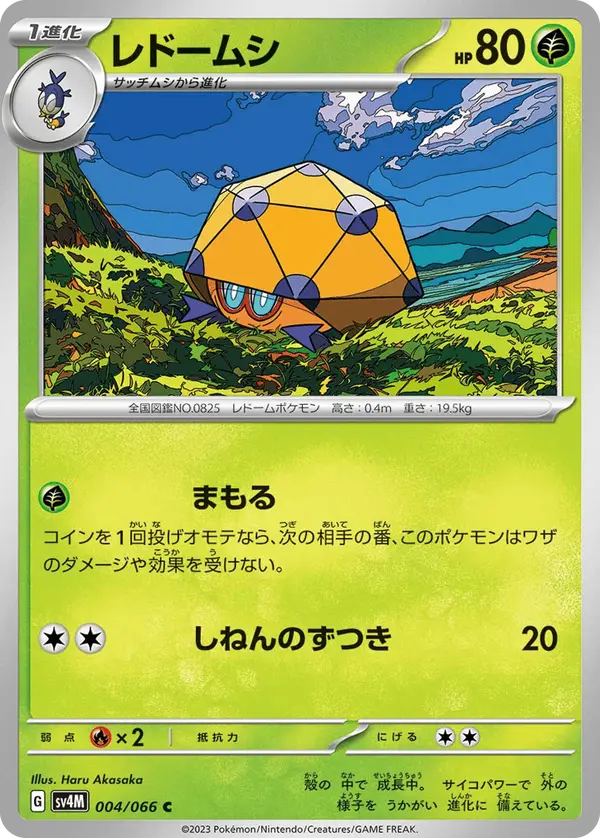 1進化
レドームシ
HP80
サッチムシから進化
全国図鑑NO.0825 レドームポケモン 高さ:0.4m 重さ:19.5kg
まもる
コインを1回投げオモテなら、次の相手の番、このポケモンはワザ
のダメージや効果を受けない。
しねんのずつき 20
弱点 ×2 抵抗力 にげる
Illus. Haru Akasaka
殻の 中で 成長中。 サイコパワーで 外の
G sv4M 004/066 C
様子を うかがい 進化に 備えている。
©2023 Pokémon/Nintendo/Creatures/GAME FREAK.